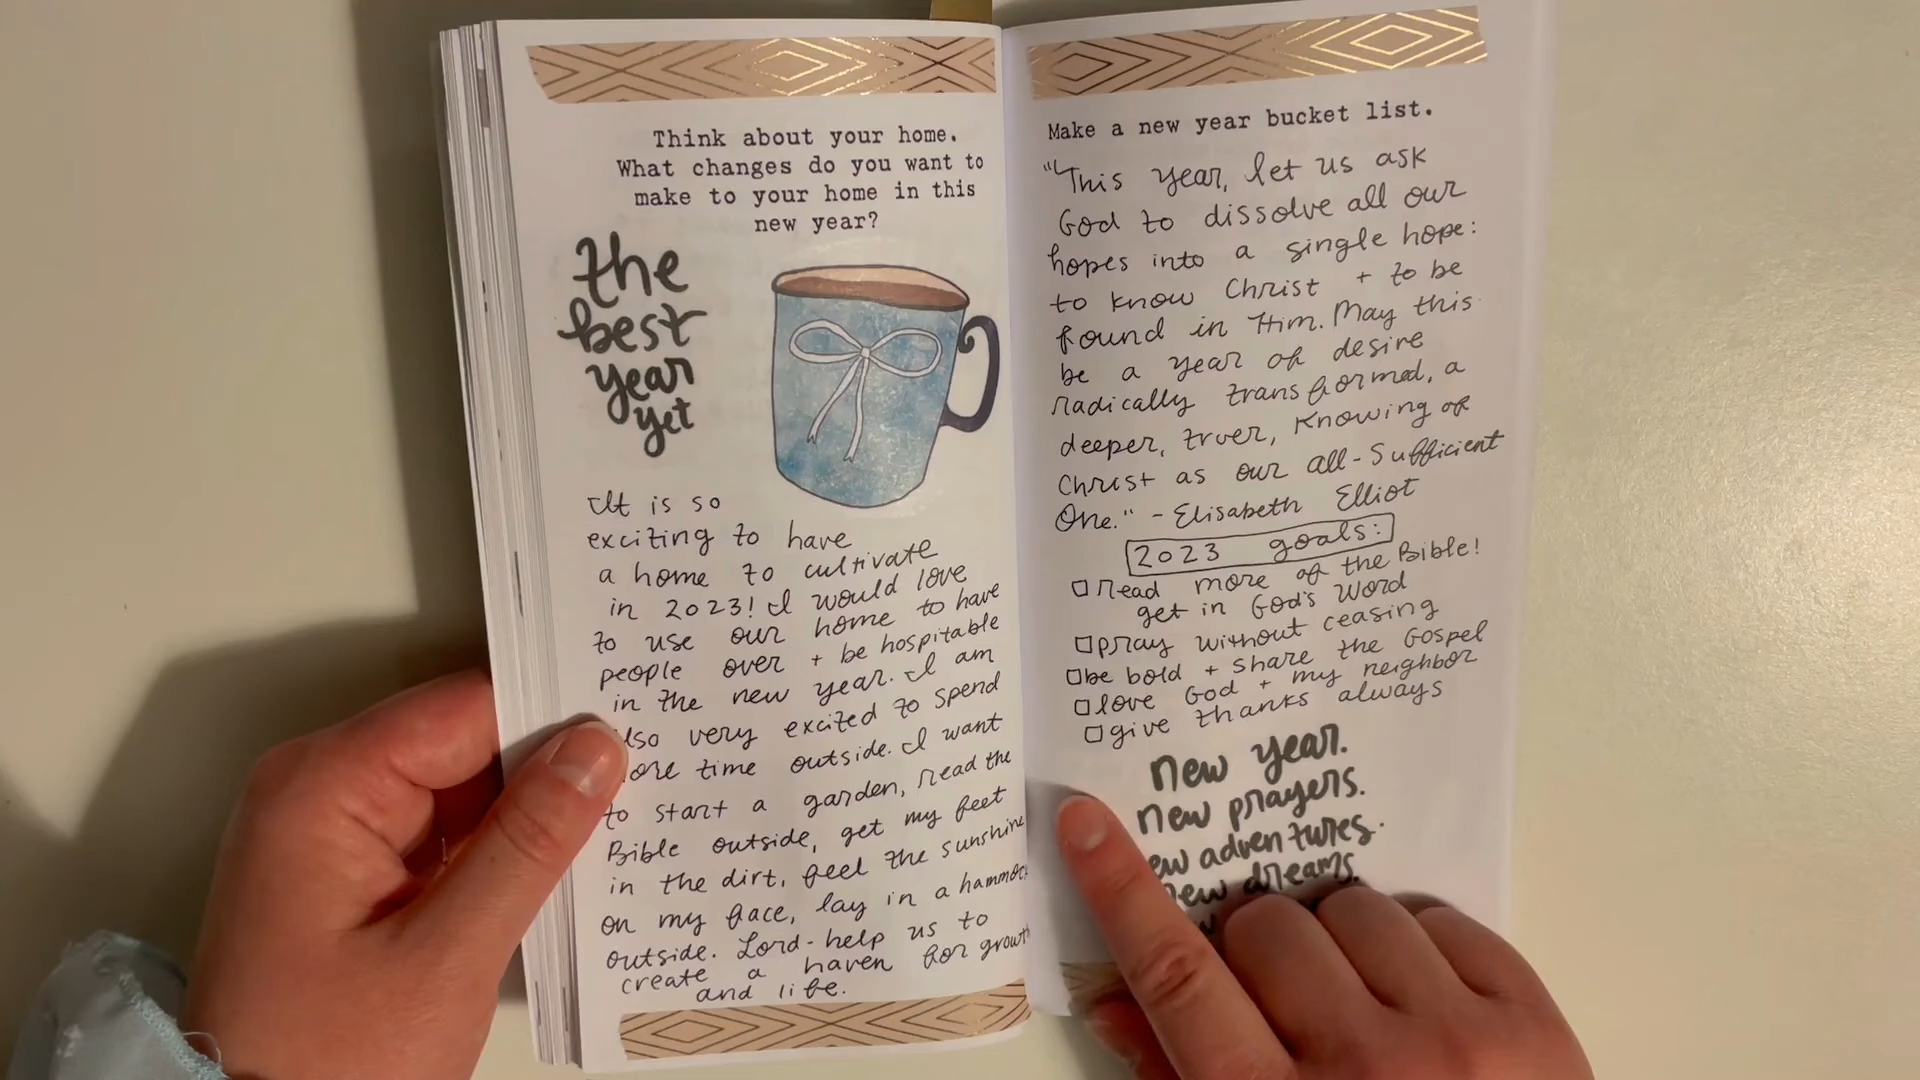 Think about your home.
What changes do you want to
make to your home in this
new year?
the
best
year
yet
It is so
exciting to have
a home to cultivate
in 2023! I would love
to use our home to have
people over + be hospitable
in the new year. I am
also very excited to spend
more time outside. I want
to start a garden, read the
Bible outside, get my feet
in the dirt, feel the sunshine
on my face, lay in a hammock
outside. Lord-help us to
create a haven for growth
and life.
Make a new year bucket list.
"This year, let us ask
God to dissolve all our
hopes into a single hope:
to know Christ + to be
found in Him. May this
be a year of desire
radically transformed, a
deeper, truer, knowing of
Christ as our all-Sufficient
One." - Elisabeth Elliot
2023 goals:
read more of the Bible!
get in God's Word
pray without ceasing
be bold + share the Gospel
love God + my neighbor
give thanks always
new year.
new prayers.
new adventures.
new dreams.